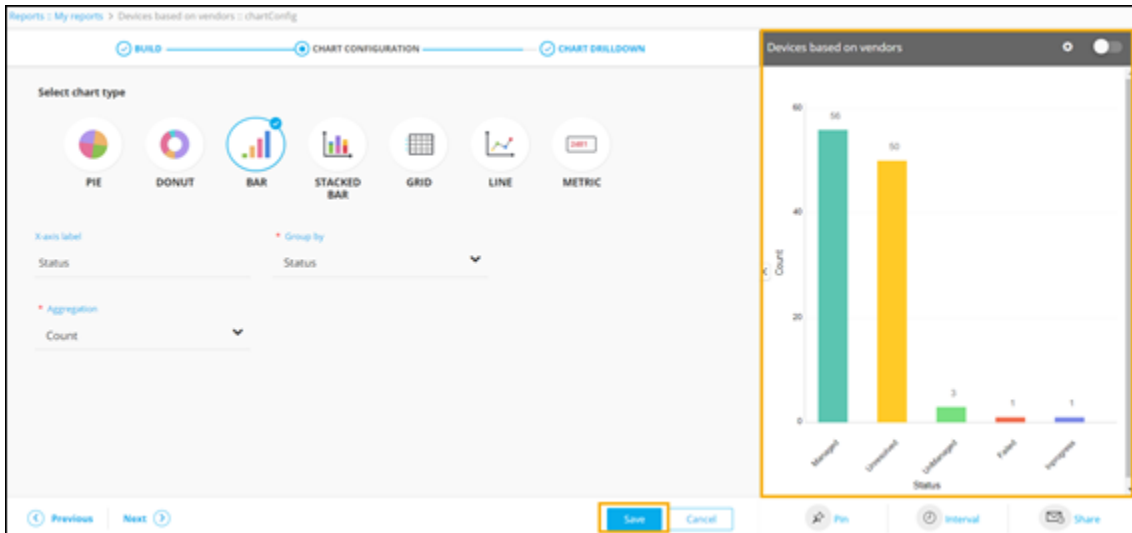 Reports :: My reports > Devices based on vendors :: chartConfig
BUILD
CHART CONFIGURATION
CHART DRILLDOWN
Select chart type
PIE
DONUT
BAR
STACKED
BAR
GRID
LINE
METRIC
X-axis label
* Group by
Status
Status
* Aggregation
Count
Previous
Next
Save
Cancel
Devices based on vendors
60
40
20
0
Count
56
50
3
1
1
Managed
Unresolved
UnManaged
Failed
Inprogress
Status
Pin
Interval
Share